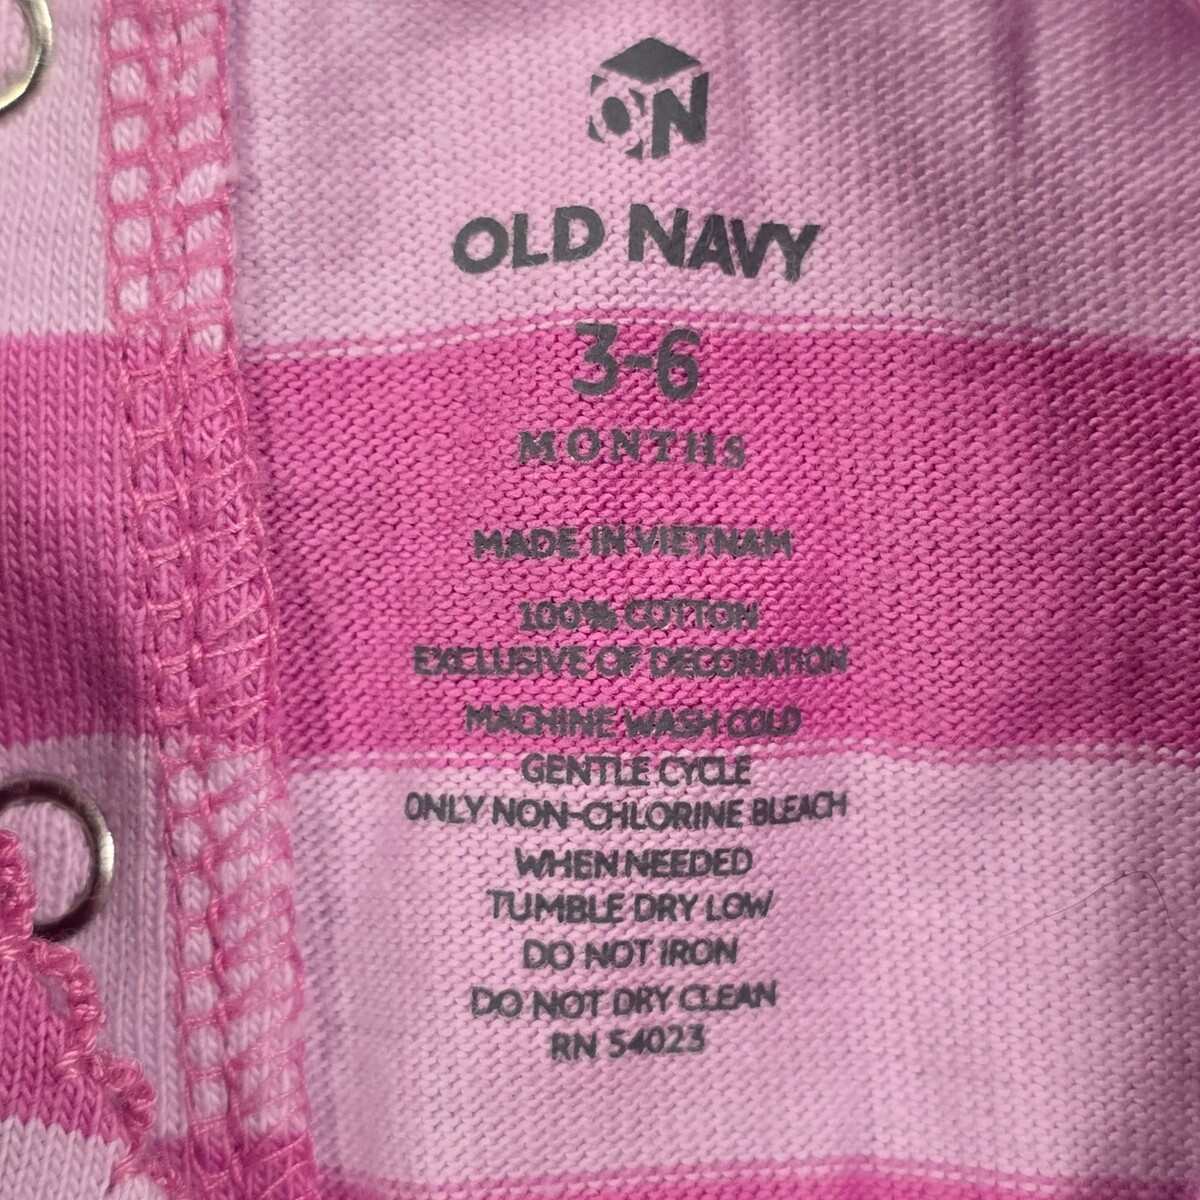 ON
OLD NAVY
3-6
MONTHS
MADE IN VIETNAM
100% COTTON
EXCLUSIVE OF DECORATION
MACHINE WASH COLD
GENTLE CYCLE
ONLY NON-CHLORINE BLEACH
WHEN NEEDED
TUMBLE DRY LOW
DO NOT IRON
DO NOT DRY CLEAN
RN 54023